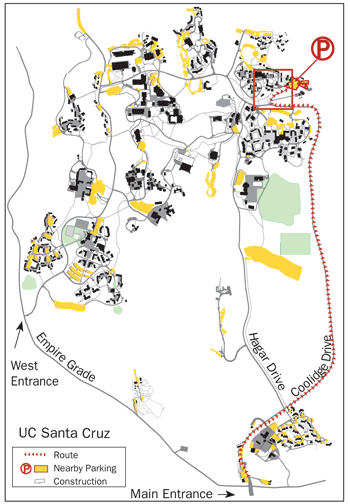 P
Hagar Drive
Coolidge Drive
Empire Grade
West
Entrance
UC Santa Cruz
Route
P Nearby Parking
Construction
Main Entrance